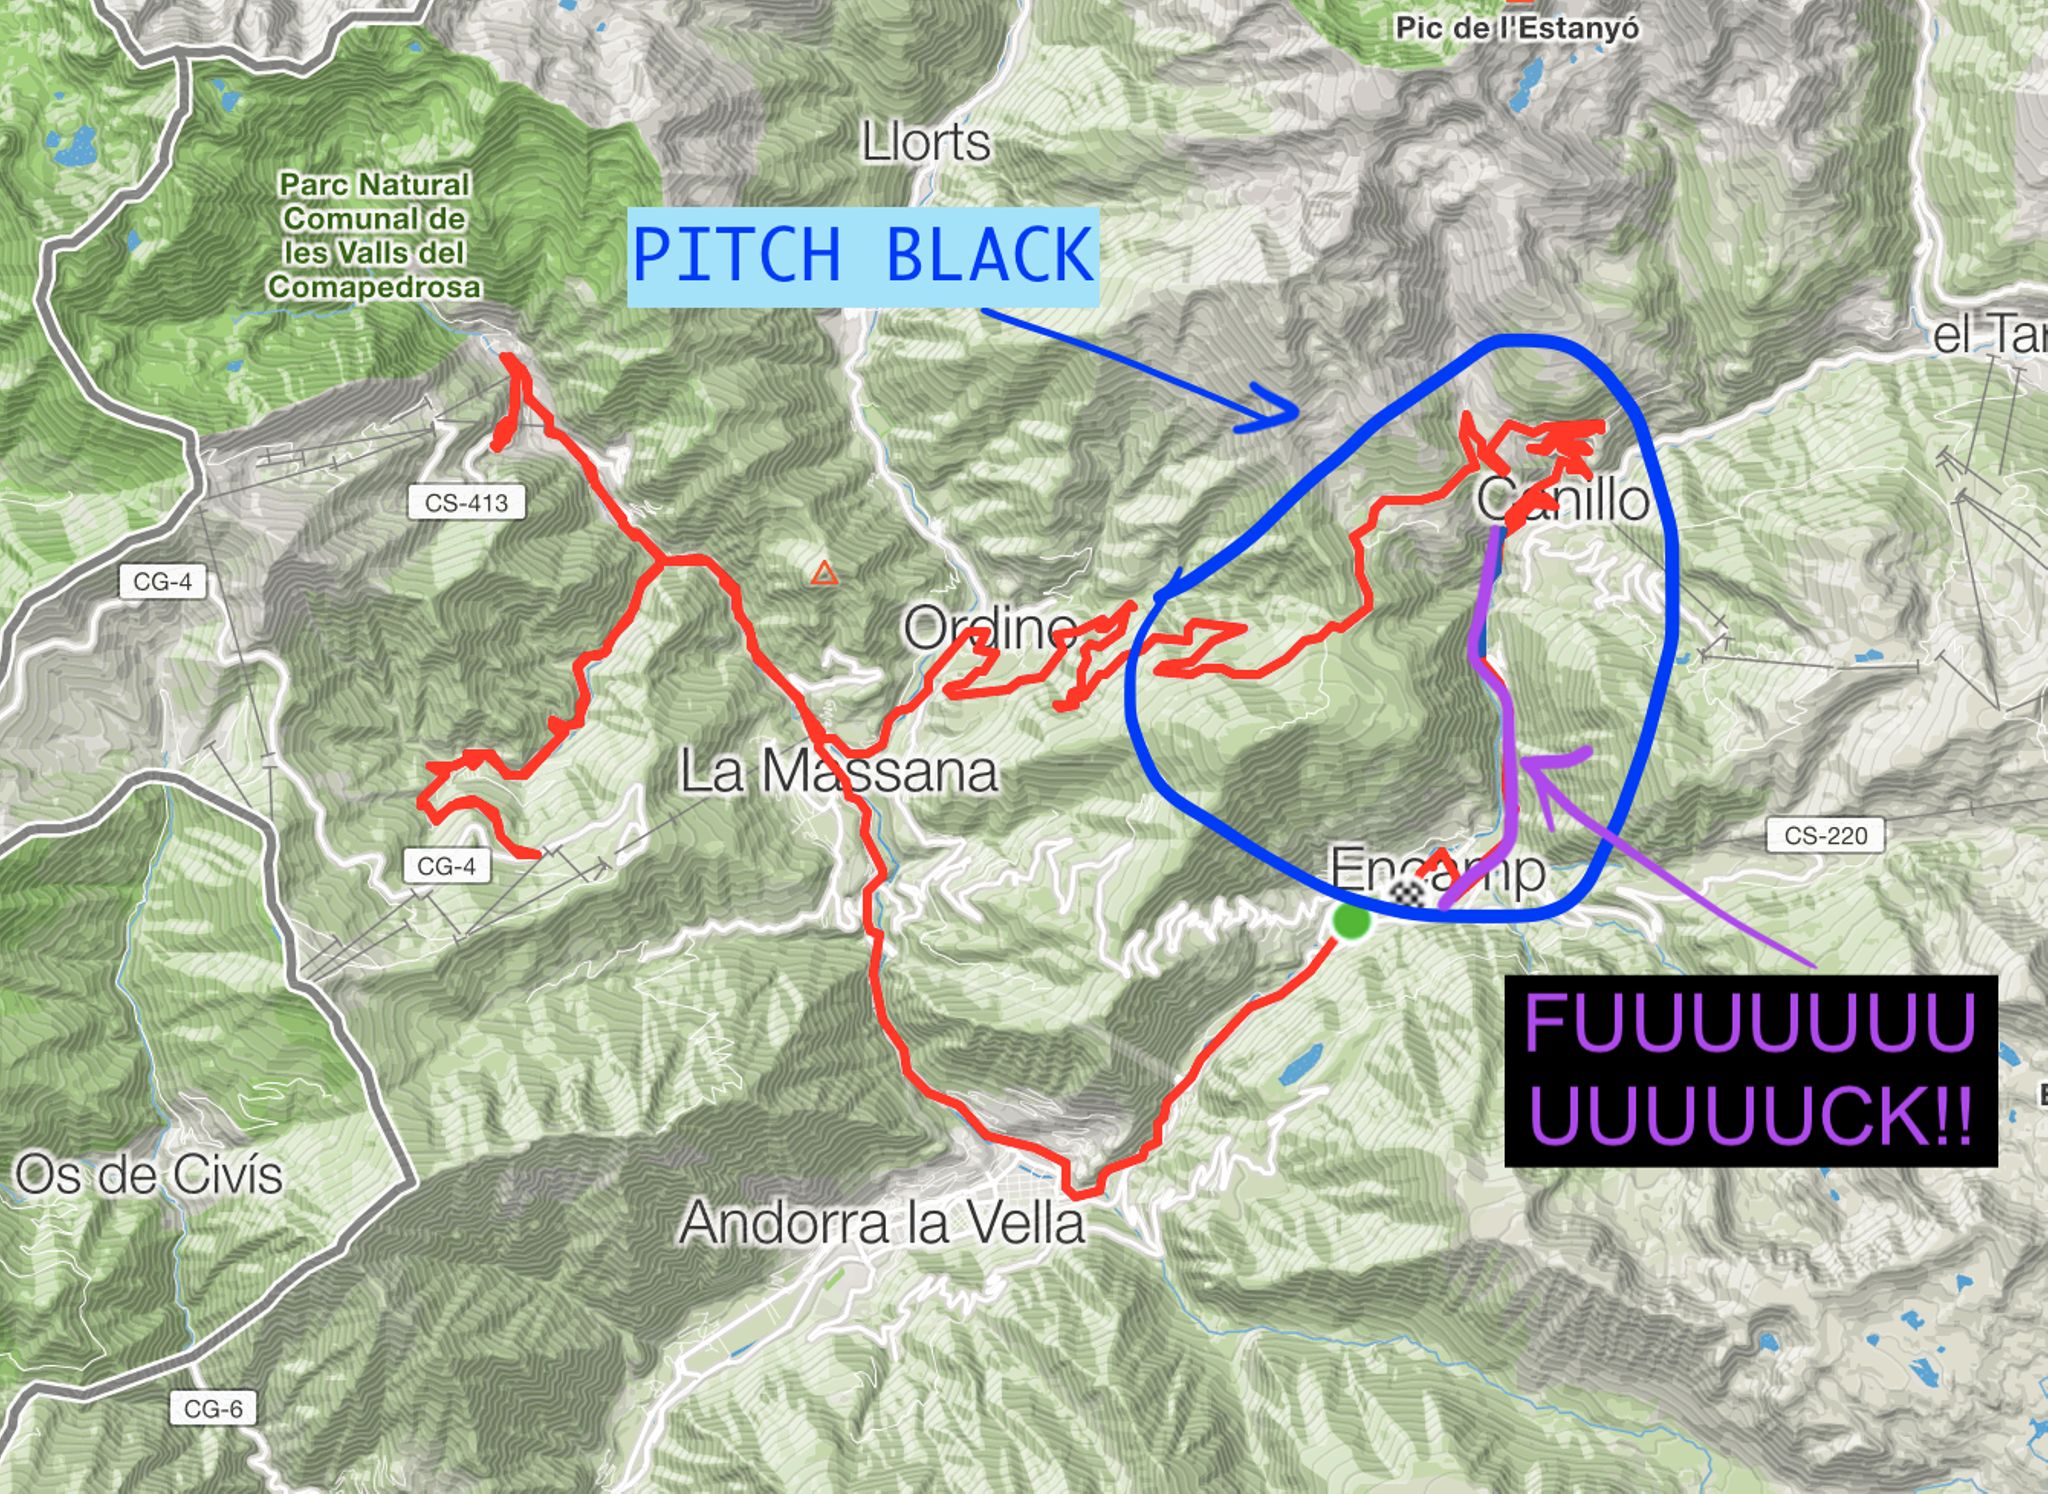 Pic de l'Estanyó
Llorts
Parc Natural
Comunal de
les Valls del
Comapedrosa
PITCH BLACK
el Tar
CS-413
Canillo
CG-4
Ordino
La Massana
CS-220
CG-4
Encamp
FUUUUUUU
UUUUUCK!!
Os de Civís
Andorra la Vella
CG-6